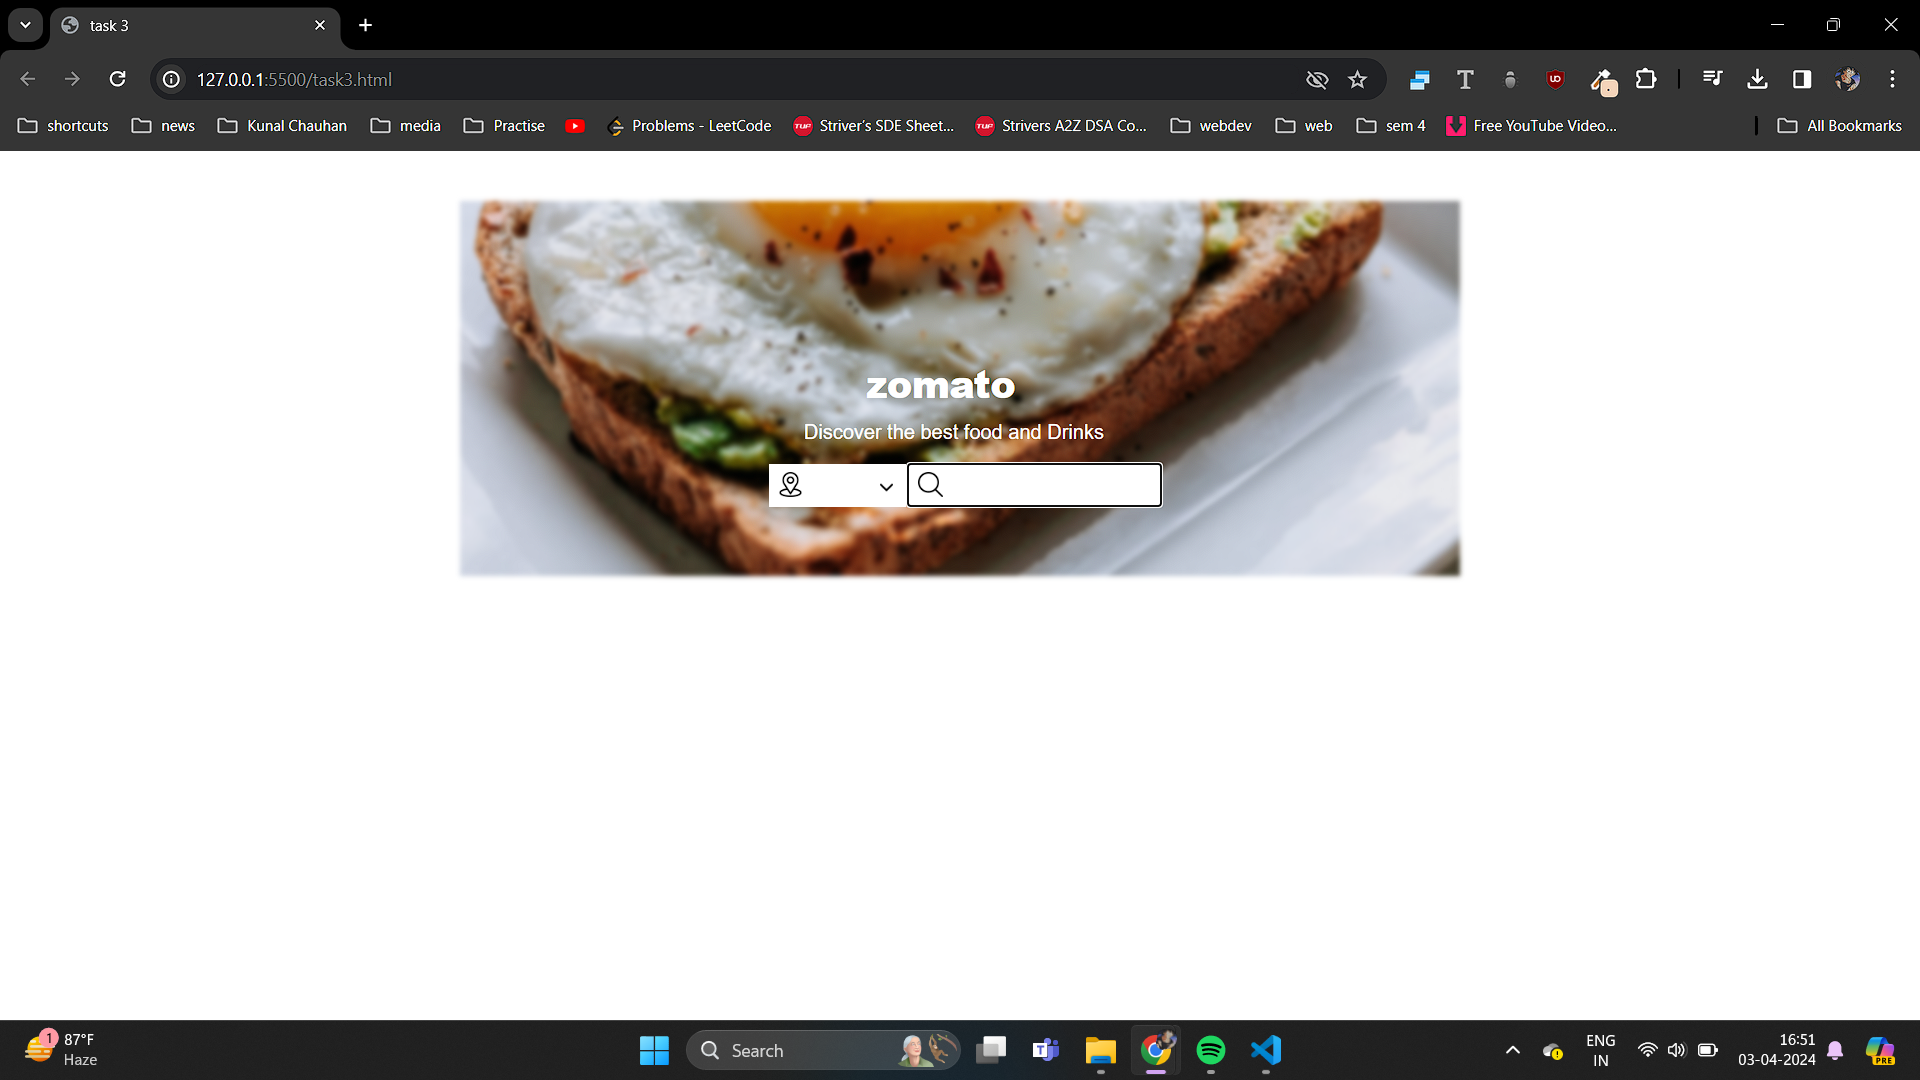 task 3
127.0.0.1:5500/task3.html
shortcuts news Kunal Chauhan media Practise Problems - LeetCode Striver's SDE Sheet... Strivers A2Z DSA Co... webdev web sem 4 Free YouTube Video... All Bookmarks
zomato
Discover the best food and Drinks
1 87°F
Haze
Search
ENG
IN
16:51
03-04-2024
PRE